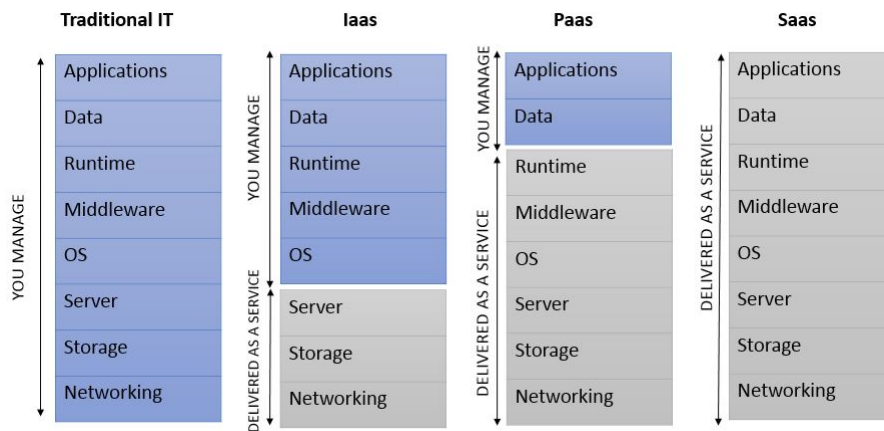 Traditional IT
YOU MANAGE
Applications
Data
Runtime
Middleware
OS
Server
Storage
Networking
Iaas
YOU MANAGE
Applications
Data
Runtime
Middleware
OS
DELIVERED AS A SERVICE
Server
Storage
Networking
Paas
YOU MANAGE
Applications
Data
DELIVERED AS A SERVICE
Runtime
Middleware
OS
Server
Storage
Networking
Saas
DELIVERED AS A SERVICE
Applications
Data
Runtime
Middleware
OS
Server
Storage
Networking